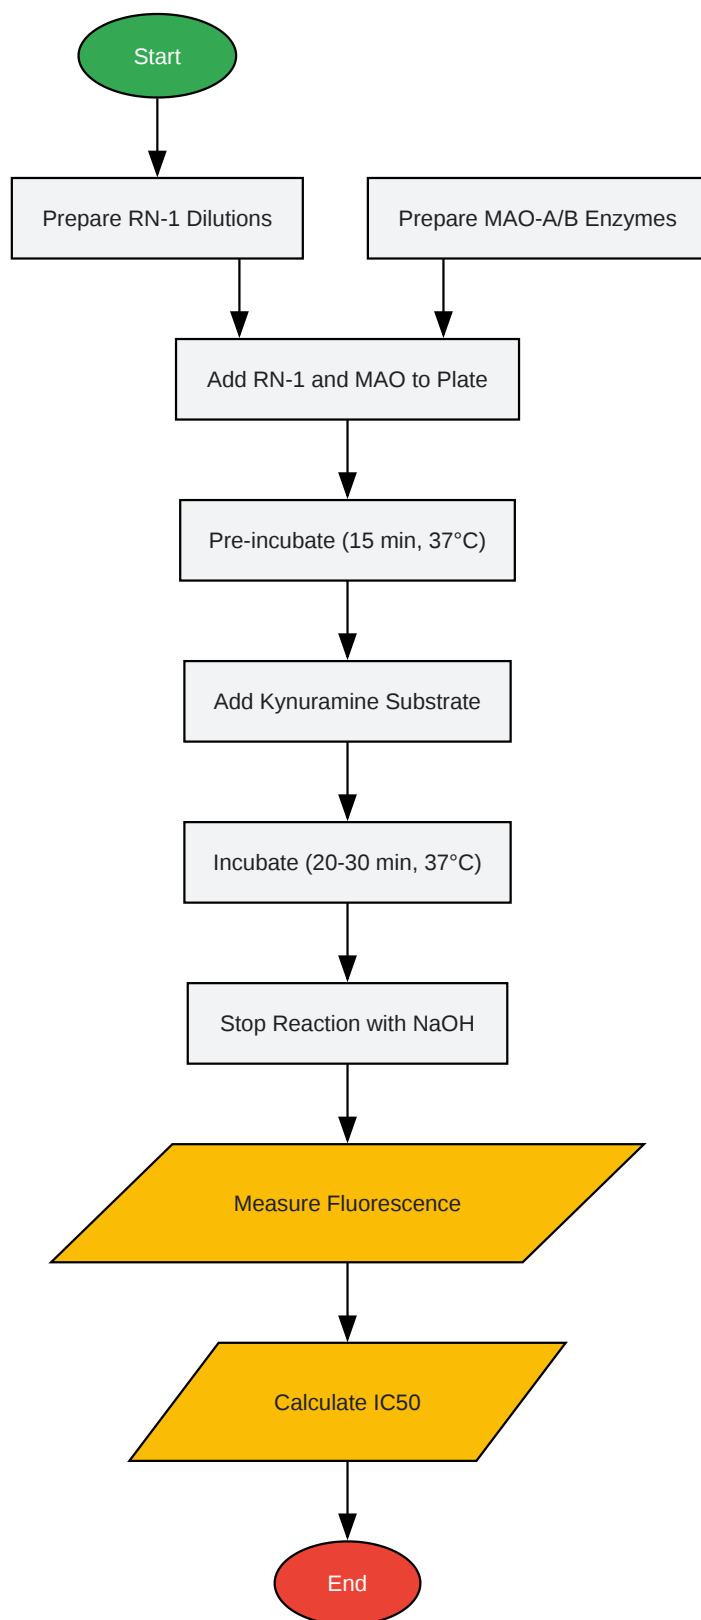 Start
Prepare RN-1 Dilutions
Prepare MAO-A/B Enzymes
Add RN-1 and MAO to Plate
Pre-incubate (15 min, 37°C)
Add Kynuramine Substrate
Incubate (20-30 min, 37°C)
Stop Reaction with NaOH
Measure Fluorescence
Calculate IC50
End